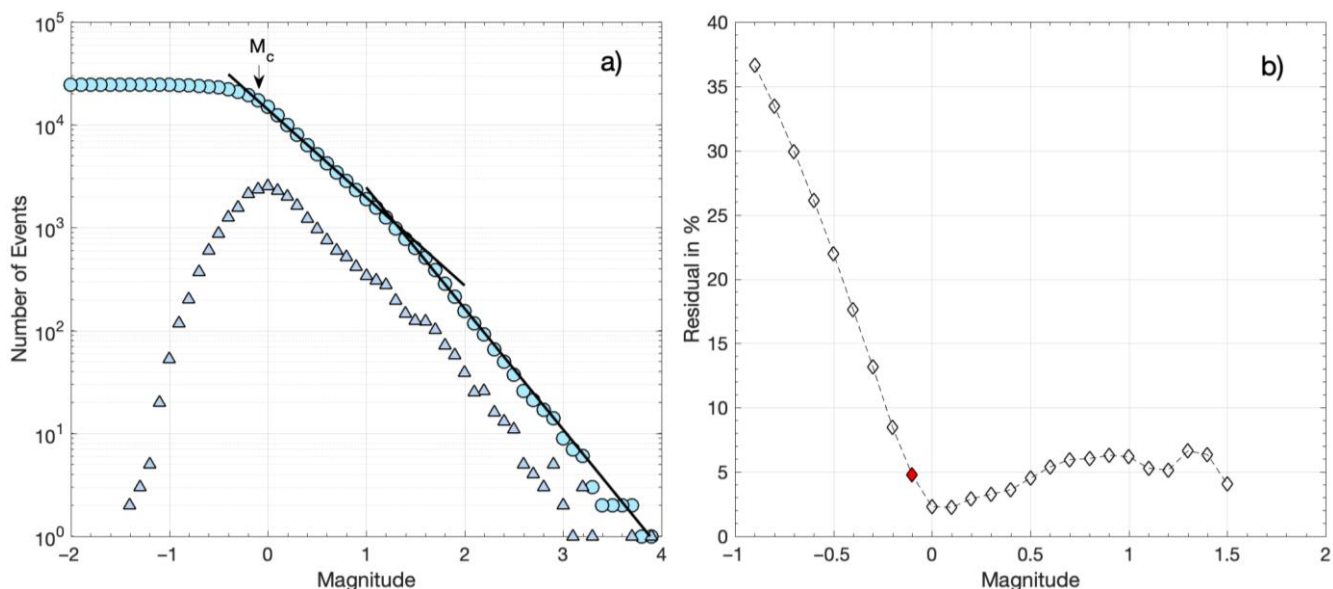 a)
M_c
10^5
10^4
10^3
10^2
10^1
10^0
Number of Events
−2 −1 0 1 2 3 4
Magnitude
b)
40
35
30
25
20
15
10
5
0
Residual in %
−1 −0.5 0 0.5 1 1.5 2
Magnitude